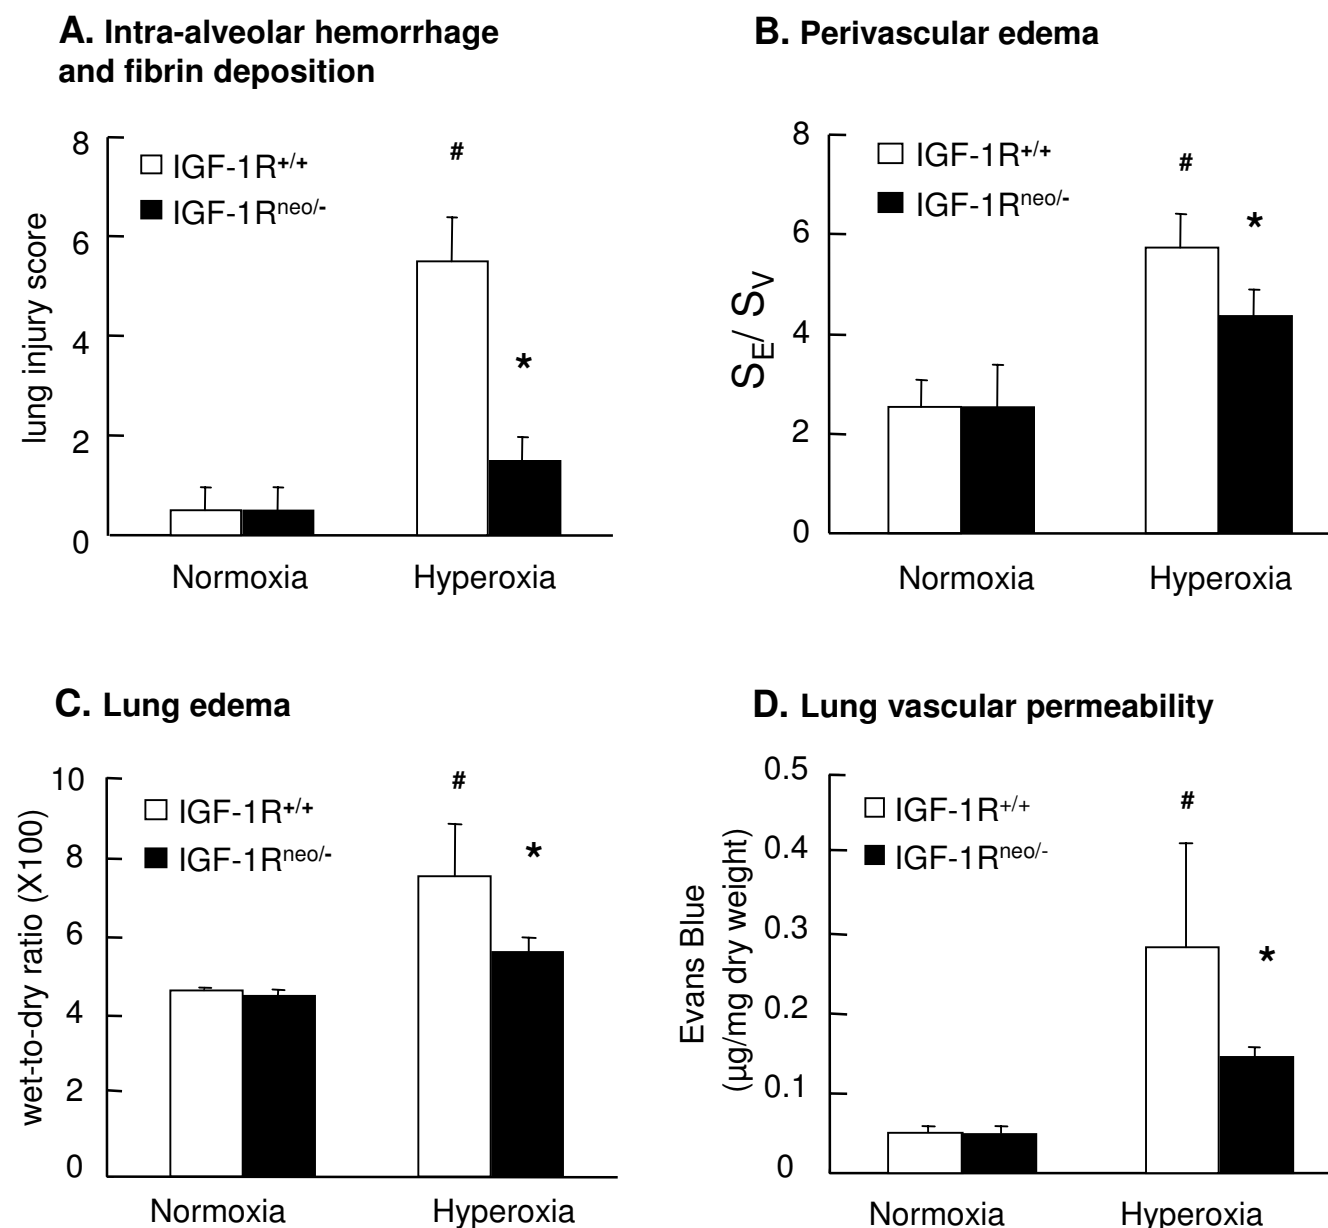 A. Intra-alveolar hemorrhage
and fibrin deposition
8
6
4
2
0
lung injury score
IGF-1R+/+
IGF-1Rneo/-
#
*
Normoxia
Hyperoxia
B. Perivascular edema
8
6
4
2
0
SE/ SV
IGF-1R+/+
IGF-1Rneo/-
#
*
Normoxia
Hyperoxia
C. Lung edema
10
8
6
4
2
0
wet-to-dry ratio (X100)
IGF-1R+/+
IGF-1Rneo/-
#
*
Normoxia
Hyperoxia
D. Lung vascular permeability
0.5
0.4
0.3
0.2
0.1
0
Evans Blue
(µg/mg dry weight)
IGF-1R+/+
IGF-1Rneo/-
#
*
Normoxia
Hyperoxia